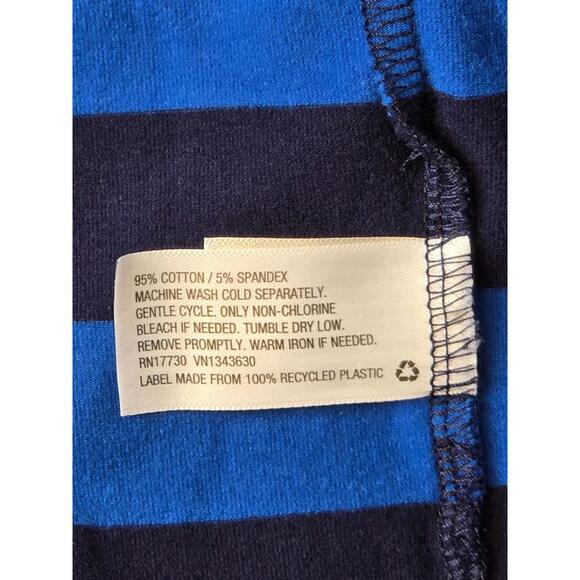 95% COTTON / 5% SPANDEX
MACHINE WASH COLD SEPARATELY.
GENTLE CYCLE. ONLY NON-CHLORINE
BLEACH IF NEEDED. TUMBLE DRY LOW.
REMOVE PROMPTLY. WARM IRON IF NEEDED.
RN17730 VN1343630
LABEL MADE FROM 100% RECYCLED PLASTIC